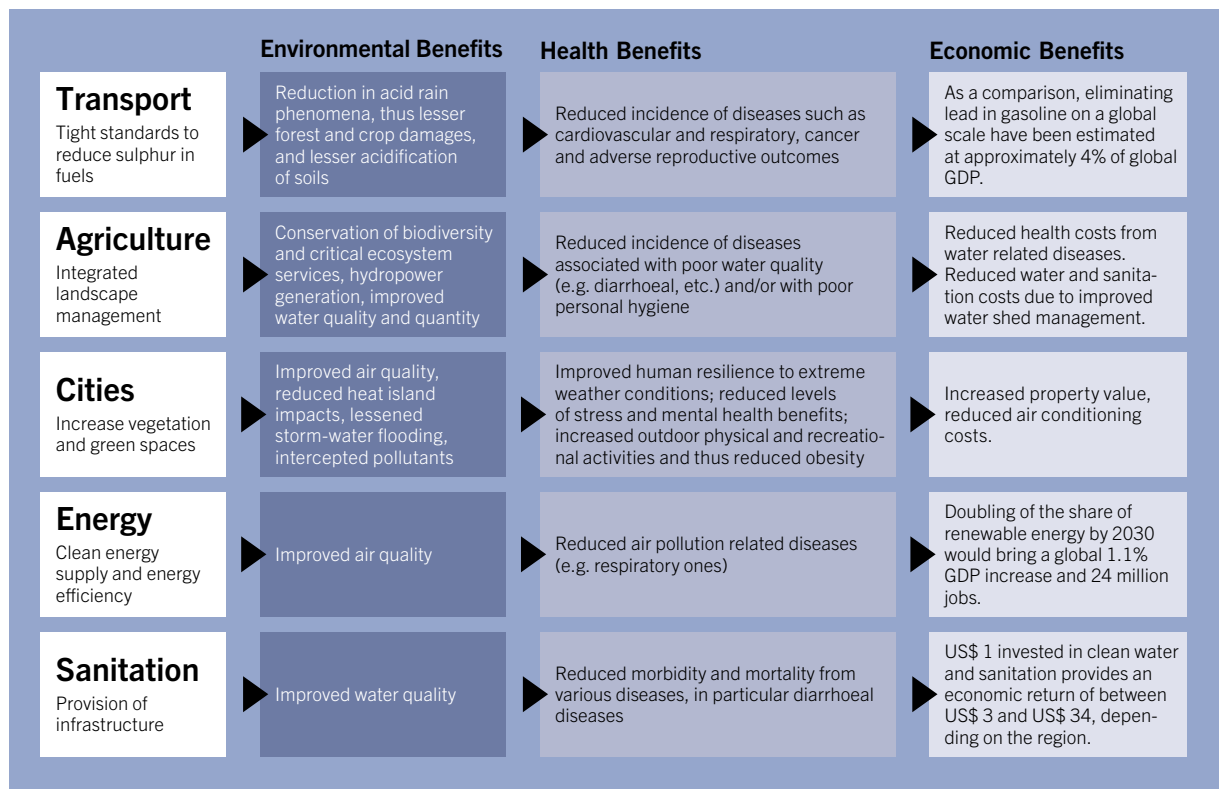 Environmental Benefits
Health Benefits
Economic Benefits
Transport
Tight standards to
reduce sulphur in
fuels
Reduction in acid rain
phenomena, thus lesser
forest and crop damages,
and lesser acidification
of soils
Reduced incidence of diseases such as
cardiovascular and respiratory, cancer
and adverse reproductive outcomes
As a comparison, eliminating
lead in gasoline on a global
scale have been estimated
at approximately 4% of global
GDP.
Agriculture
Integrated
landscape
management
Conservation of biodiversity
and critical ecosystem
services, hydropower
generation, improved
water quality and quantity
Reduced incidence of diseases
associated with poor water quality
(e.g. diarrhoeal, etc.) and/or with poor
personal hygiene
Reduced health costs from
water related diseases.
Reduced water and sanita-
tion costs due to improved
water shed management.
Cities
Increase vegetation
and green spaces
Improved air quality,
reduced heat island
impacts, lessened
storm-water flooding,
intercepted pollutants
Improved human resilience to extreme
weather conditions; reduced levels
of stress and mental health benefits;
increased outdoor physical and recreatio-
nal activities and thus reduced obesity
Increased property value,
reduced air conditioning
costs.
Energy
Clean energy
supply and energy
efficiency
Improved air quality
Reduced air pollution related diseases
(e.g. respiratory ones)
Doubling of the share of
renewable energy by 2030
would bring a global 1.1%
GDP increase and 24 million
jobs.
Sanitation
Provision of
infrastructure
Improved water quality
Reduced morbidity and mortality from
various diseases, in particular diarrhoeal
diseases
US$ 1 invested in clean water
and sanitation provides an
economic return of between
US$ 3 and US$ 34, depen-
ding on the region.